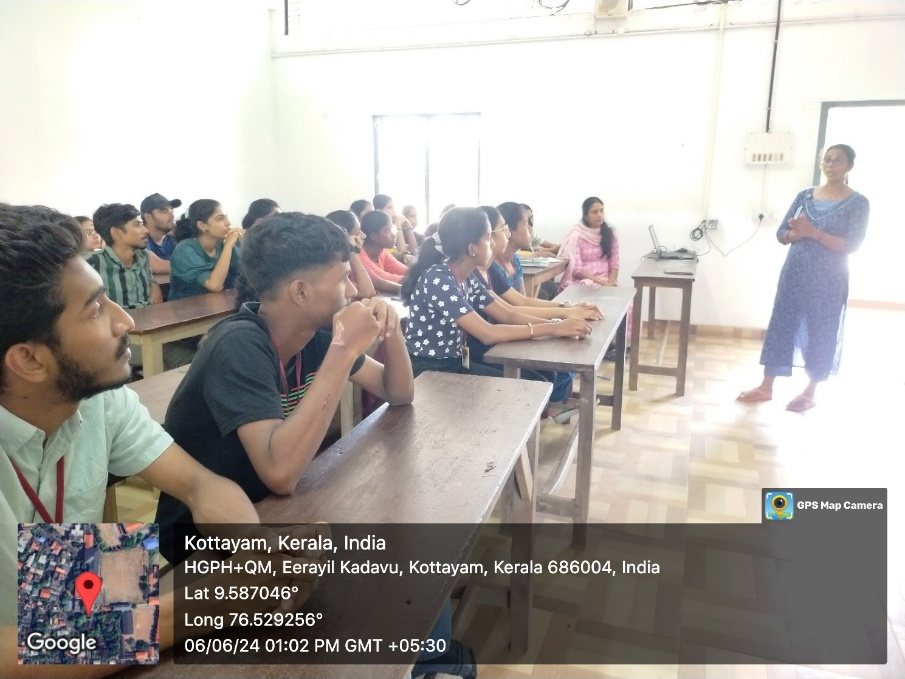 GPS Map Camera
Kottayam, Kerala, India
HGPH+QM, Eerayil Kadavu, Kottayam, Kerala 686004, India
Lat 9.587046°
Long 76.529256°
06/06/24 01:02 PM GMT +05:30
Google